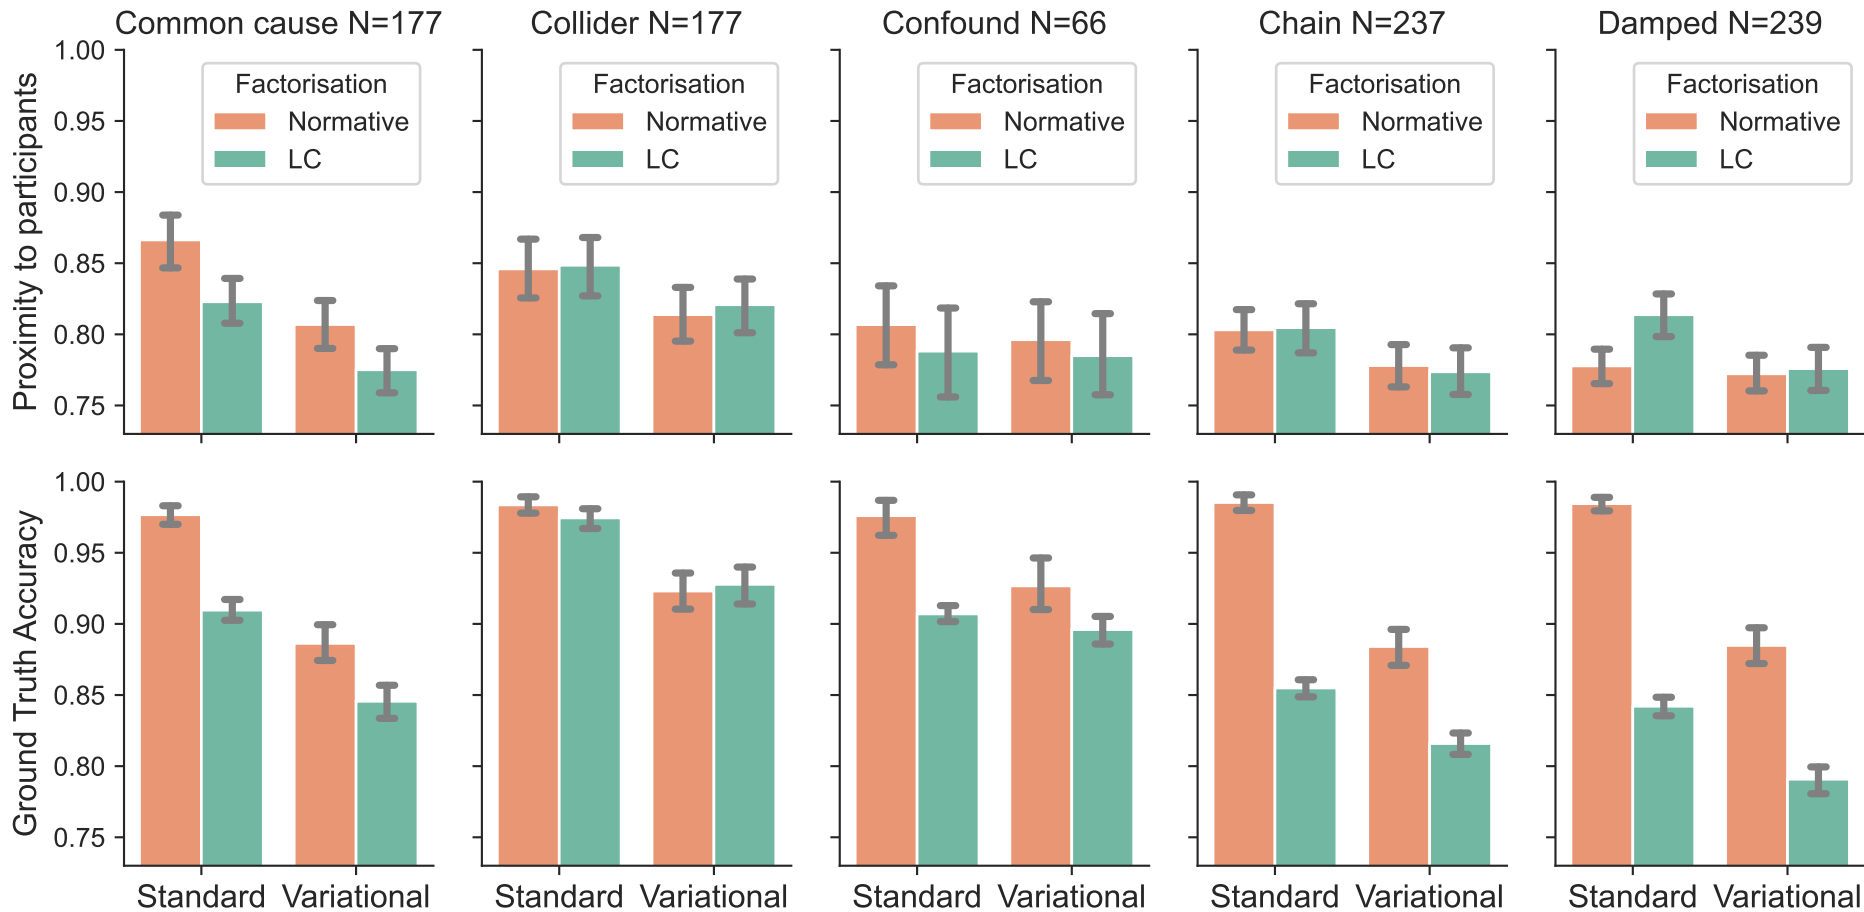 Common cause N=177
Collider N=177
Confound N=66
Chain N=237
Damped N=239
Proximity to participants
1.00
0.95
0.90
0.85
0.80
0.75
Factorisation
Normative
LC
Factorisation
Normative
LC
Factorisation
Normative
LC
Factorisation
Normative
LC
Factorisation
Normative
LC
Ground Truth Accuracy
1.00
0.95
0.90
0.85
0.80
0.75
Standard Variational
Standard Variational
Standard Variational
Standard Variational
Standard Variational